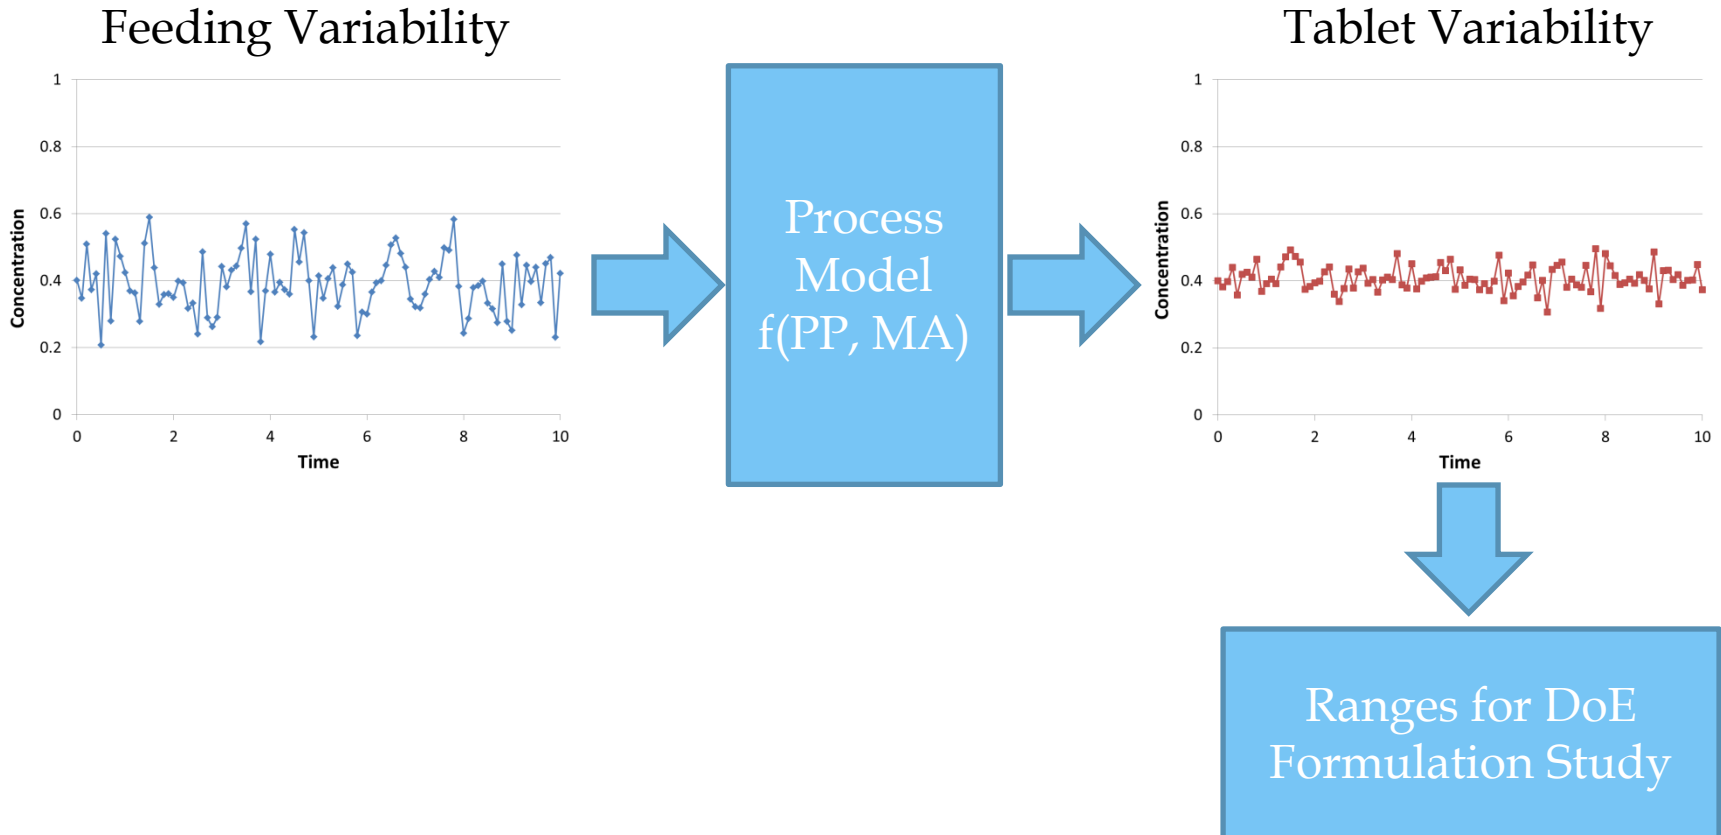 Feeding Variability
1
0.8
0.6
0.4
0.2
0
0 2 4 6 8 10
Concentration
Time
Process
Model
f(PP, MA)
Tablet Variability
1
0.8
0.6
0.4
0.2
0
0 2 4 6 8 10
Concentration
Time
Ranges for DoE
Formulation Study